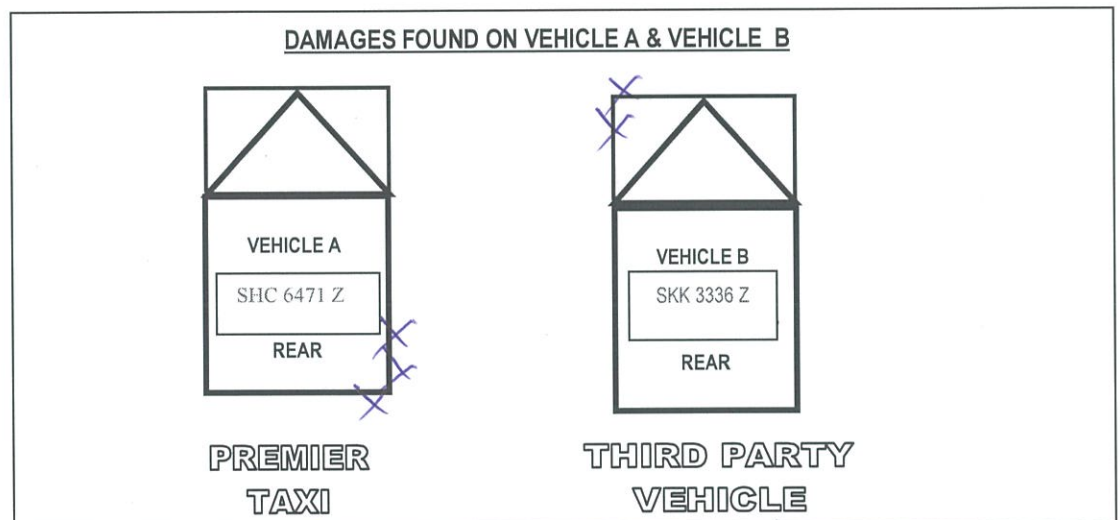 DAMAGES FOUND ON VEHICLE A & VEHICLE B
VEHICLE A
SHC 6471 Z
REAR
PREMIER
TAXI
VEHICLE B
SKK 3336 Z
REAR
THIRD PARTY
VEHICLE